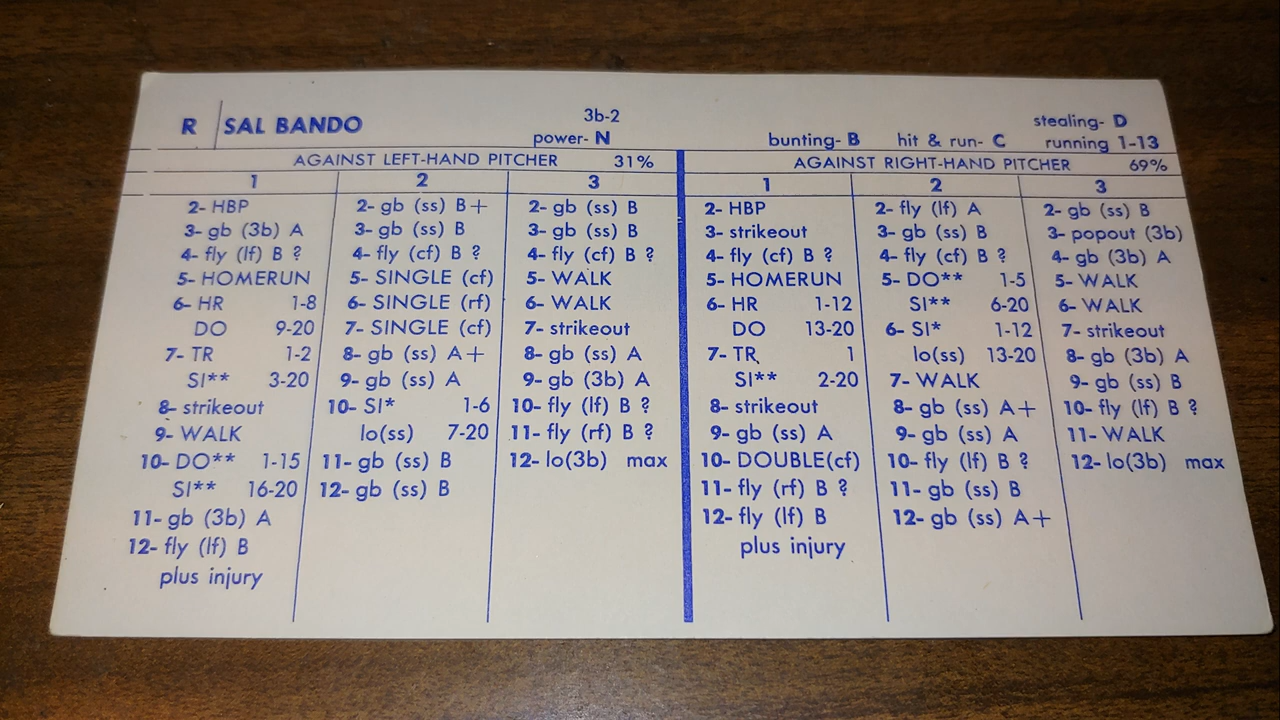 R SAL BANDO
3b-2
power- N
bunting- B hit & run- C
stealing- D
running 1-13
AGAINST LEFT-HAND PITCHER 31%
1
2- HBP
3- gb (3b) A
4- fly (lf) B ?
5- HOMERUN
6- HR 1-8
DO 9-20
7- TR 1-2
SI** 3-20
8- strikeout
9- WALK
10- DO** 1-15
SI** 16-20
11- gb (3b) A
12- fly (lf) B
plus injury
2
2- gb (ss) B+
3- gb (ss) B
4- fly (cf) B ?
5- SINGLE (cf)
6- SINGLE (rf)
7- SINGLE (cf)
8- gb (ss) A+
9- gb (ss) A
10- SI* 1-6
lo(ss) 7-20
11- gb (ss) B
12- gb (ss) B
3
2- gb (ss) B
3- gb (ss) B
4- fly (cf) B ?
5- WALK
6- WALK
7- strikeout
8- gb (ss) A
9- gb (3b) A
10- fly (lf) B ?
11- fly (rf) B ?
12- lo(3b) max
AGAINST RIGHT-HAND PITCHER 69%
1
2- HBP
3- strikeout
4- fly (cf) B ?
5- HOMERUN
6- HR 1-12
DO 13-20
7- TR 1
SI** 2-20
8- strikeout
9- gb (ss) A
10- DOUBLE(cf)
11- fly (rf) B ?
12- fly (lf) B
plus injury
2
2- fly (lf) A
3- gb (ss) B
4- fly (cf) B ?
5- DO** 1-5
SI** 6-20
6- SI* 1-12
lo(ss) 13-20
7- WALK
8- gb (ss) A+
9- gb (ss) A
10- fly (lf) B ?
11- gb (ss) B
12- gb (ss) A+
3
2- gb (ss) B
3- popout (3b)
4- gb (3b) A
5- WALK
6- WALK
7- strikeout
8- gb (3b) A
9- gb (ss) B
10- fly (lf) B ?
11- WALK
12- lo(3b) max